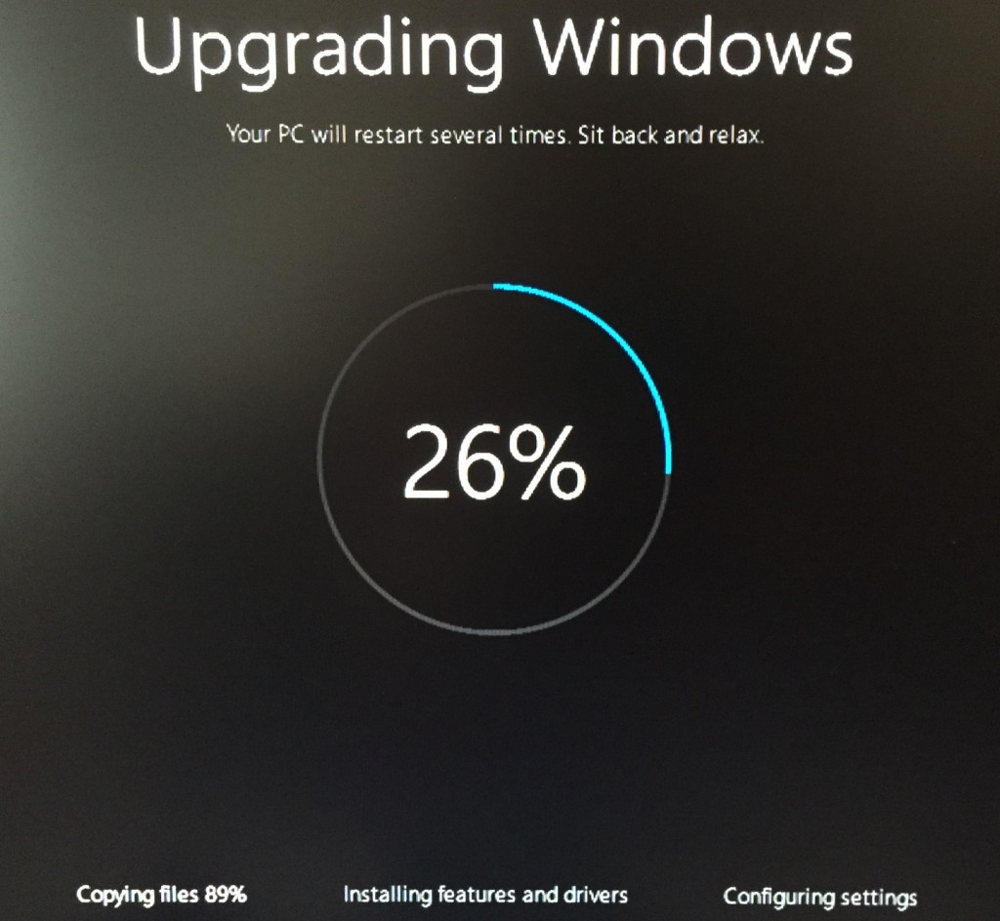 Upgrading Windows
Your PC will restart several times. Sit back and relax.
26%
Copying files 89% Installing features and drivers Configuring settings